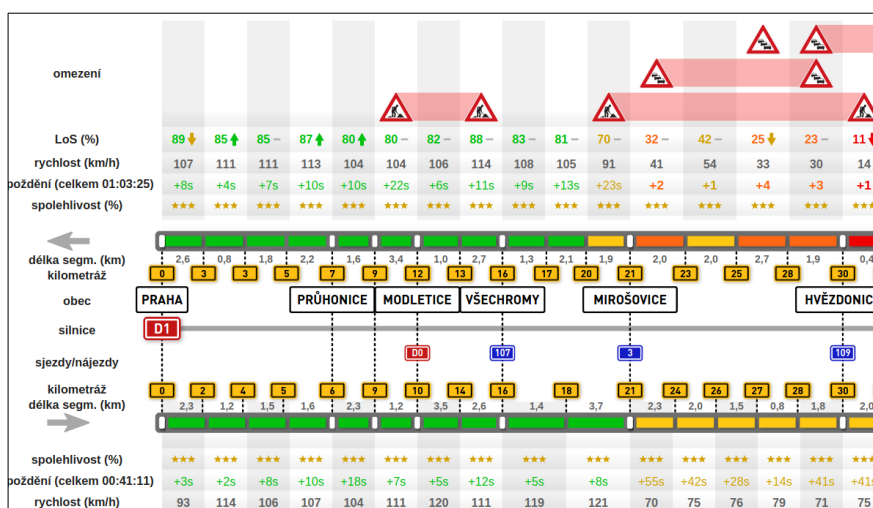 omezení
LoS (%) 89 85 85 – 87 80 80 – 82 – 88 – 83 – 81 – 70 – 32 – 42 – 25 23 – 11
rychlost (km/h) 107 111 111 113 104 104 106 114 108 105 91 41 54 33 30 14
poždění (celkem 01:03:25) +8s +4s +7s +10s +10s +22s +6s +11s +9s +13s +23s +2 +1 +4 +3 +1
spolehlivost (%) ★★★ ★★★ ★★★ ★★★ ★★★ ★★★ ★★★ ★★★ ★★★ ★★★ ★★★ ★★★ ★★★ ★★★ ★★★ ★★★
délka segm. (km) 2,6 0,8 1,8 2,2 1,6 3,4 1,0 2,7 1,3 2,1 1,9 2,0 2,0 2,7 1,9 0,4
kilometráž 0 3 3 5 7 9 12 13 16 17 20 21 23 25 28 30
obec PRAHA PRŮHONICE MODLETICE VŠECHROMY MIROŠOVICE HVĚZDONIC
silnice D1
sjezdy/nájezdy D0 107 3 109
kilometráž 0 2 4 5 6 9 10 14 16 18 21 24 26 27 28 30
délka segm. (km) 2,3 1,2 1,5 1,6 2,3 1,2 3,5 2,6 1,4 3,7 2,3 2,0 1,5 0,8 1,8 2,0
spolehlivost (%) ★★★ ★★★ ★★★ ★★★ ★★★ ★★★ ★★★ ★★★ ★★★ ★★★ ★★★ ★★★ ★★★ ★★★ ★★★ ★★★
poždění (celkem 00:41:11) +3s +2s +8s +10s +18s +7s +5s +12s +5s +8s +55s +42s +28s +14s +41s +41s
rychlost (km/h) 93 114 106 107 104 111 120 111 119 121 70 75 76 79 71 75